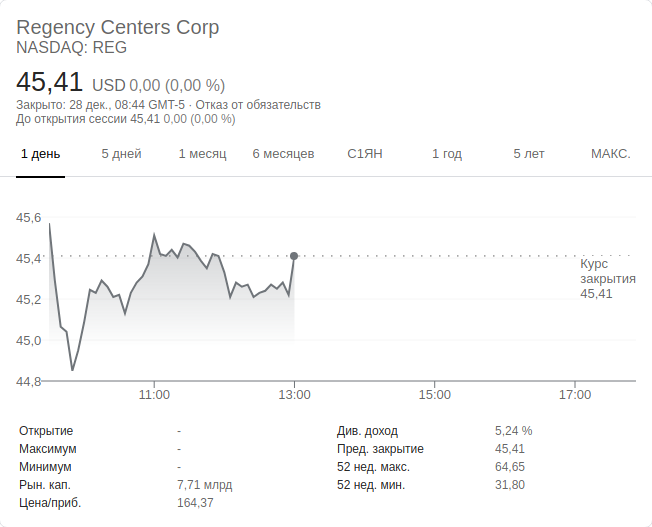 Regency Centers Corp
NASDAQ: REG
45,41 USD 0,00 (0,00 %)
Закрыто: 28 дек., 08:44 GMT-5 · Отказ от обязательств
До открытия сессии 45,41 0,00 (0,00 %)
1 день 5 дней 1 месяц 6 месяцев С1ЯН 1 год 5 лет МАКС.
45,6
45,4
Курс
закрытия
45,41
45,2
45,0
44,8
11:00 13:00 15:00 17:00
Открытие - Див. доход 5,24 %
Максимум - Пред. закрытие 45,41
Минимум - 52 нед. макс. 64,65
Рын. кап. 7,71 млрд 52 нед. мин. 31,80
Цена/приб. 164,37